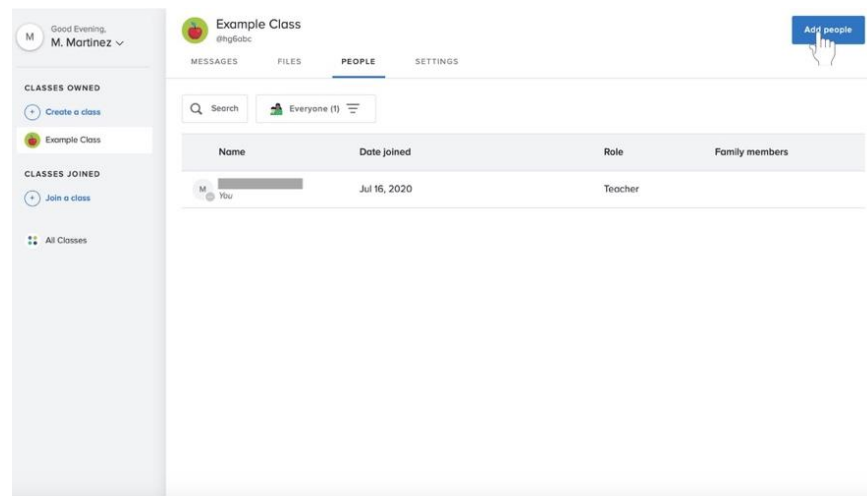 M
Good Evening,
M. Martinez
CLASSES OWNED
+ Create a class
Example Class
CLASSES JOINED
+ Join a class
All Classes
Example Class
@hg6abc
Add people
MESSAGES FILES PEOPLE SETTINGS
Search Everyone (1)
Name Date joined Role Family members
M You Jul 16, 2020 Teacher